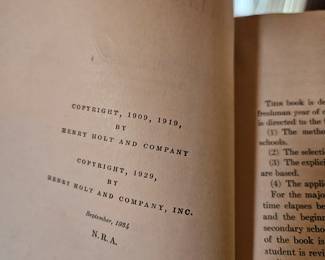 COPYRIGHT, 1909, 1919,
BY
HENRY HOLT AND COMPANY
COPYRIGHT, 1929,
BY
HENRY HOLT AND COMPANY, INC.
September, 1934
N. R. A.
THIS book is de
freshman year of
is directed to the
(1) The metho
schools.
(2) The selecti
(3) The explici
are based.
(4) The applic
For the major
time elapses be
and the beginn
secondary scho
of the book is
student is revi